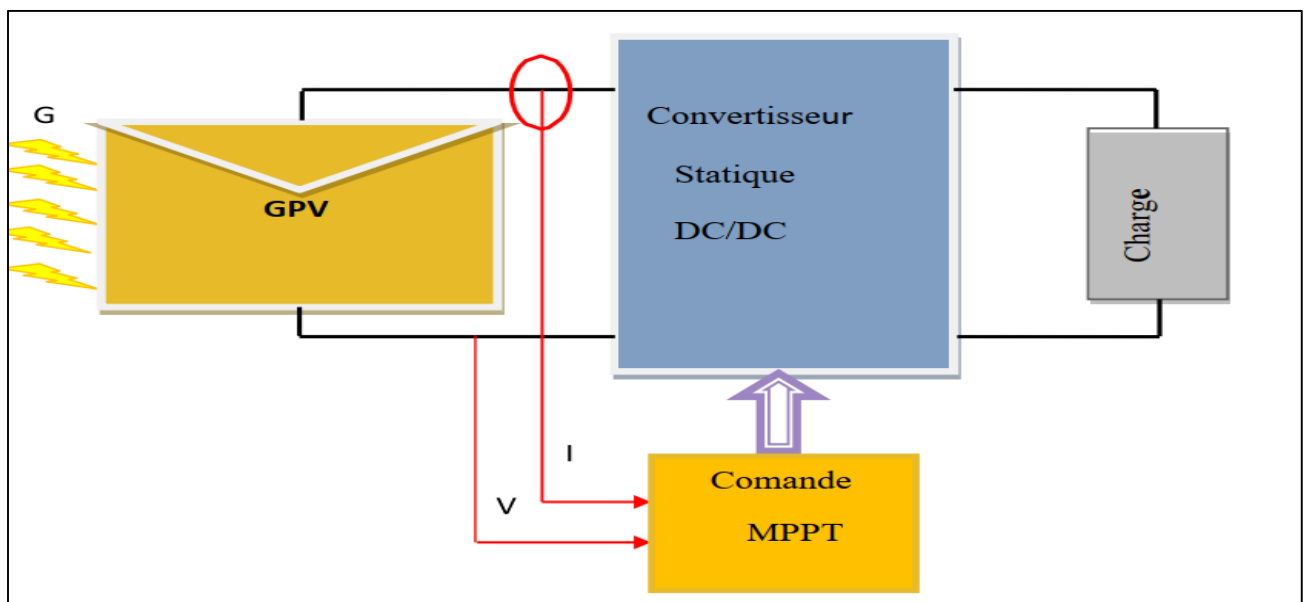 G
GPV
Convertisseur
Statique
DC/DC
Charge
I
V
Comande
MPPT